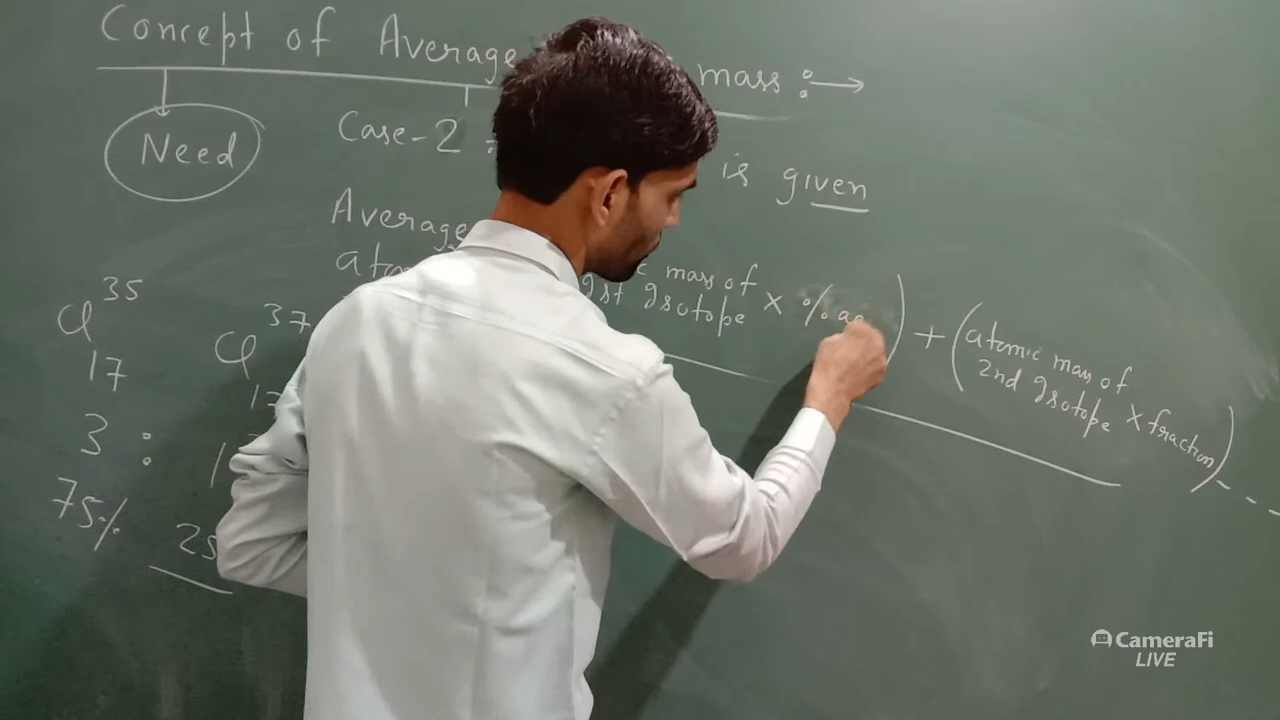 Concept of Average mass :→
Need
Case-2 : is given
Average
mass of
1st Isotope × %age ) + ( atomic mass of
2nd Isotope × fraction ) - - -
Cl 35
17
Cl 37
17
3 : 1
75%
25
CameraFi
LIVE